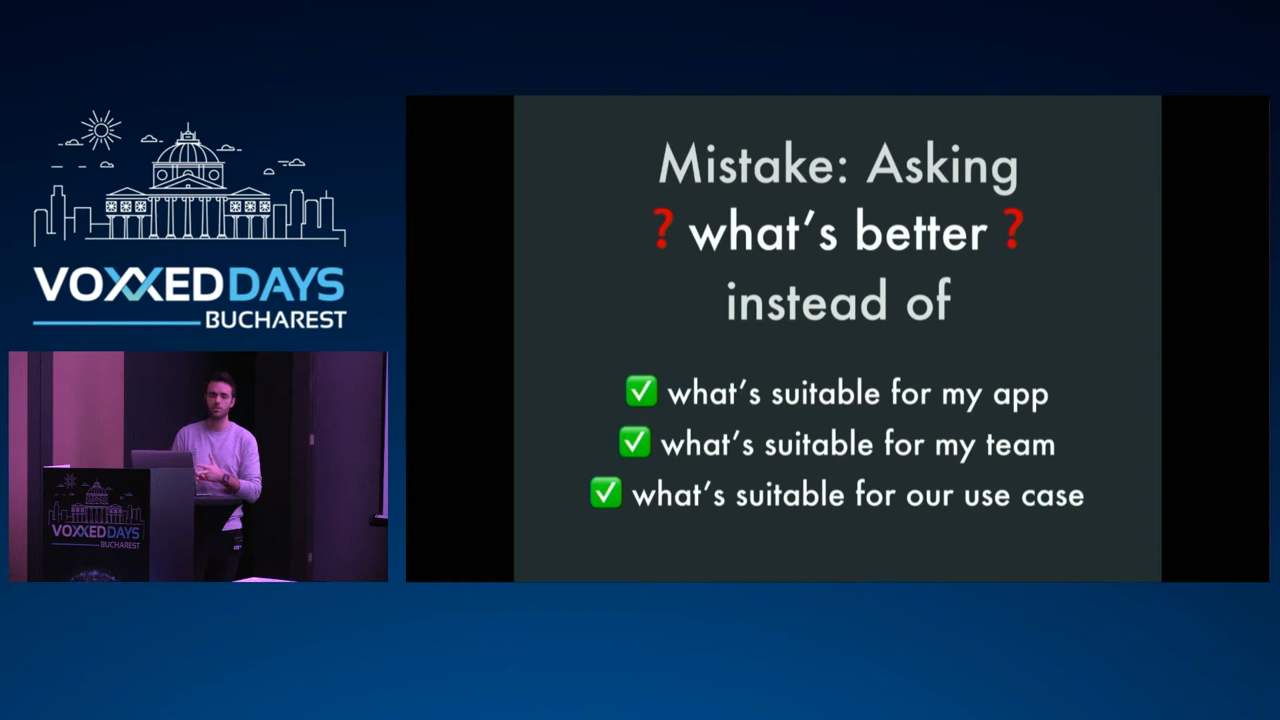 VOXXEDDAYS
BUCHAREST
Mistake: Asking
❓ what's better ❓
instead of
✅ what's suitable for my app
✅ what's suitable for my team
✅ what's suitable for our use case
VOXXEDDAYS
BUCHAREST